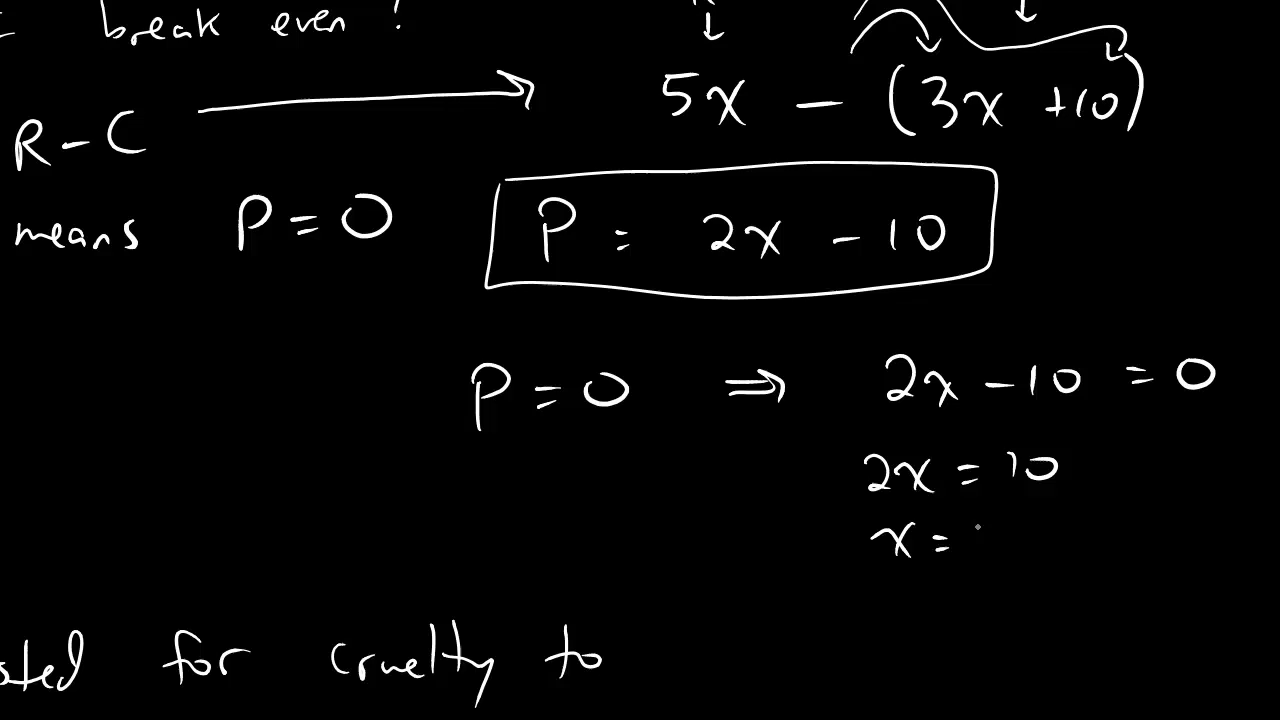 break even?
R - C → 5x - (3x + 10)
means P = 0
P = 2x - 10
P = 0 ⇒ 2x - 10 = 0
2x = 10
x =
for cruelty to